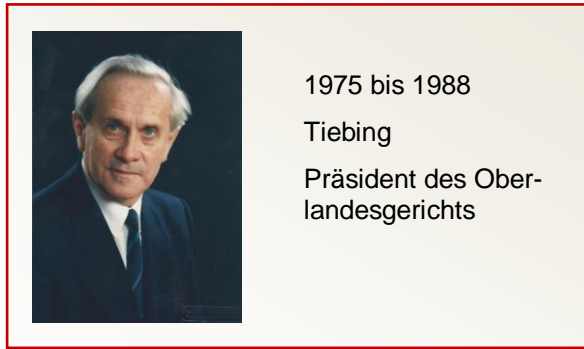 1975 bis 1988
Tiebing
Präsident des Ober-
landesgerichts